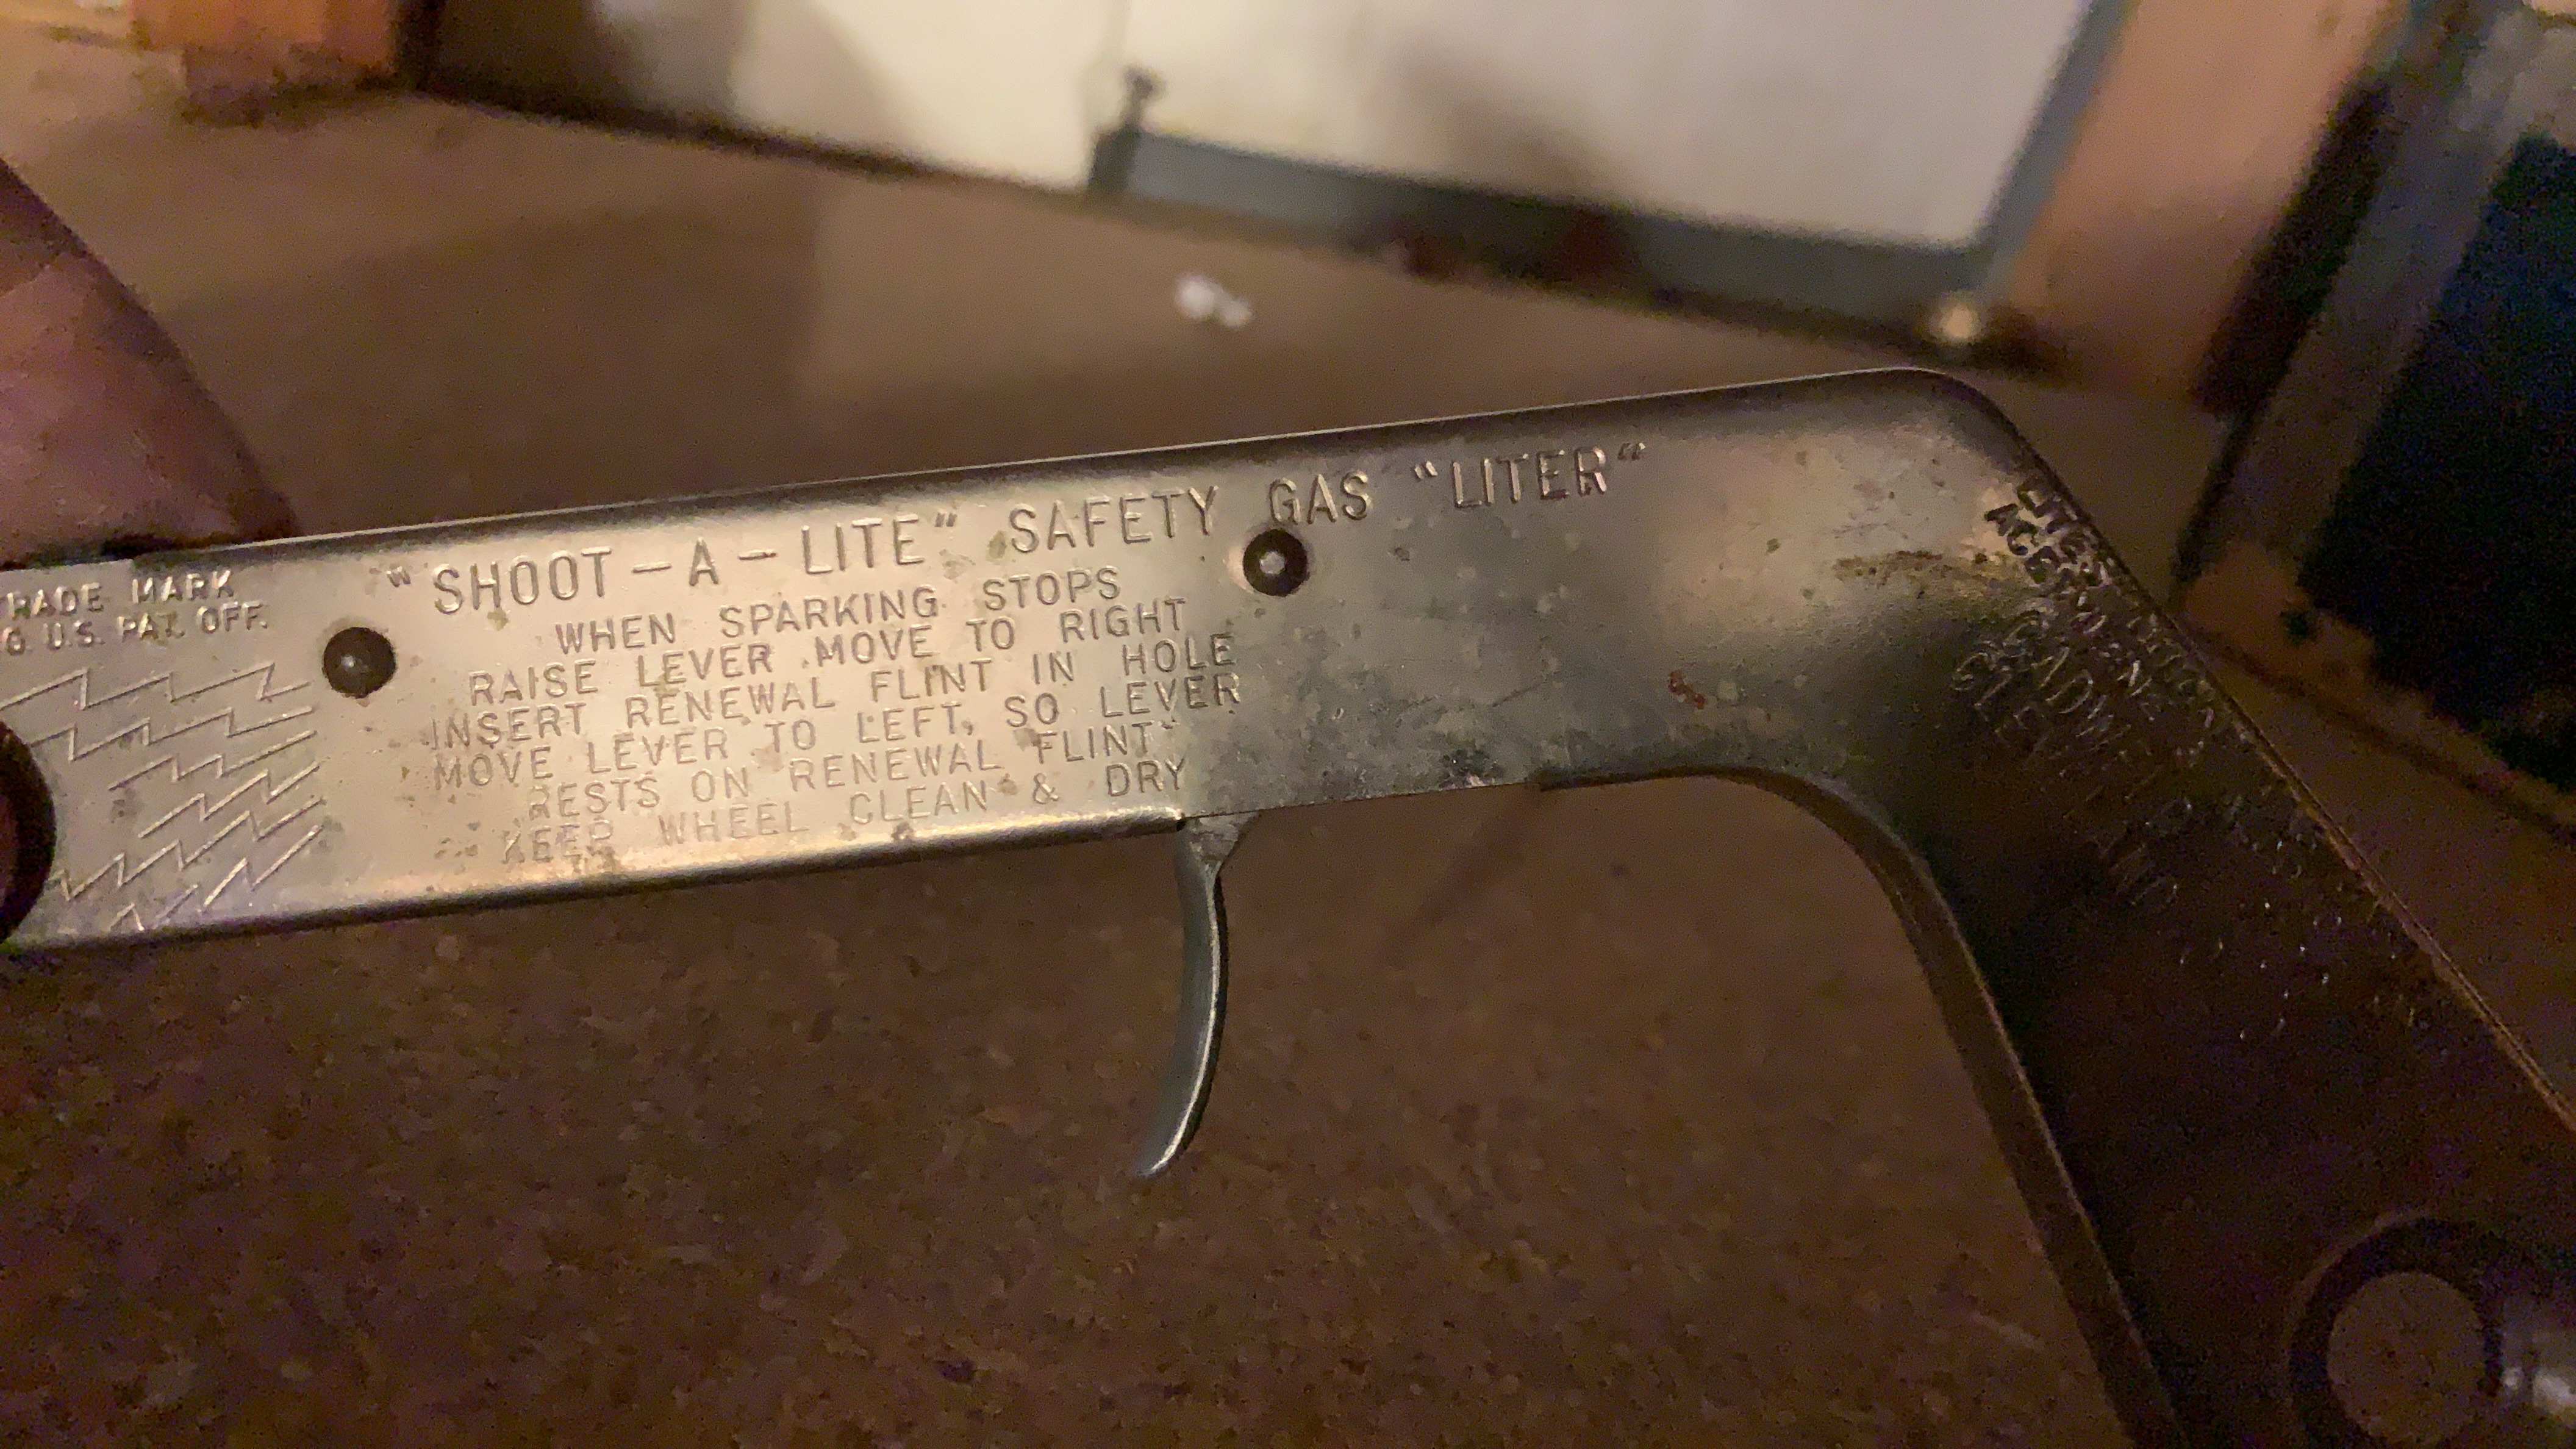 TRADE MARK
U.S. PAT. OFF.
"SHOOT-A-LITE" SAFETY GAS "LITER"
WHEN SPARKING STOPS
RAISE LEVER MOVE TO RIGHT
INSERT RENEWAL FLINT IN HOLE
MOVE LEVER TO LEFT, SO LEVER
RESTS ON RENEWAL FLINT
KEEP WHEEL CLEAN & DRY